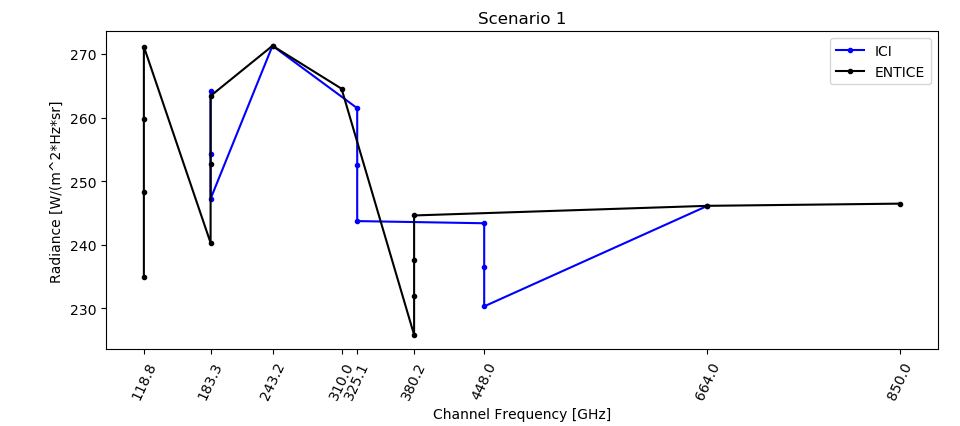 Scenario 1
ICI
ENTICE
Radiance [W/(m^2*Hz*sr]
270
260
250
240
230
118.8
183.3
243.2
310.0
325.1
380.2
448.0
664.0
850.0
Channel Frequency [GHz]